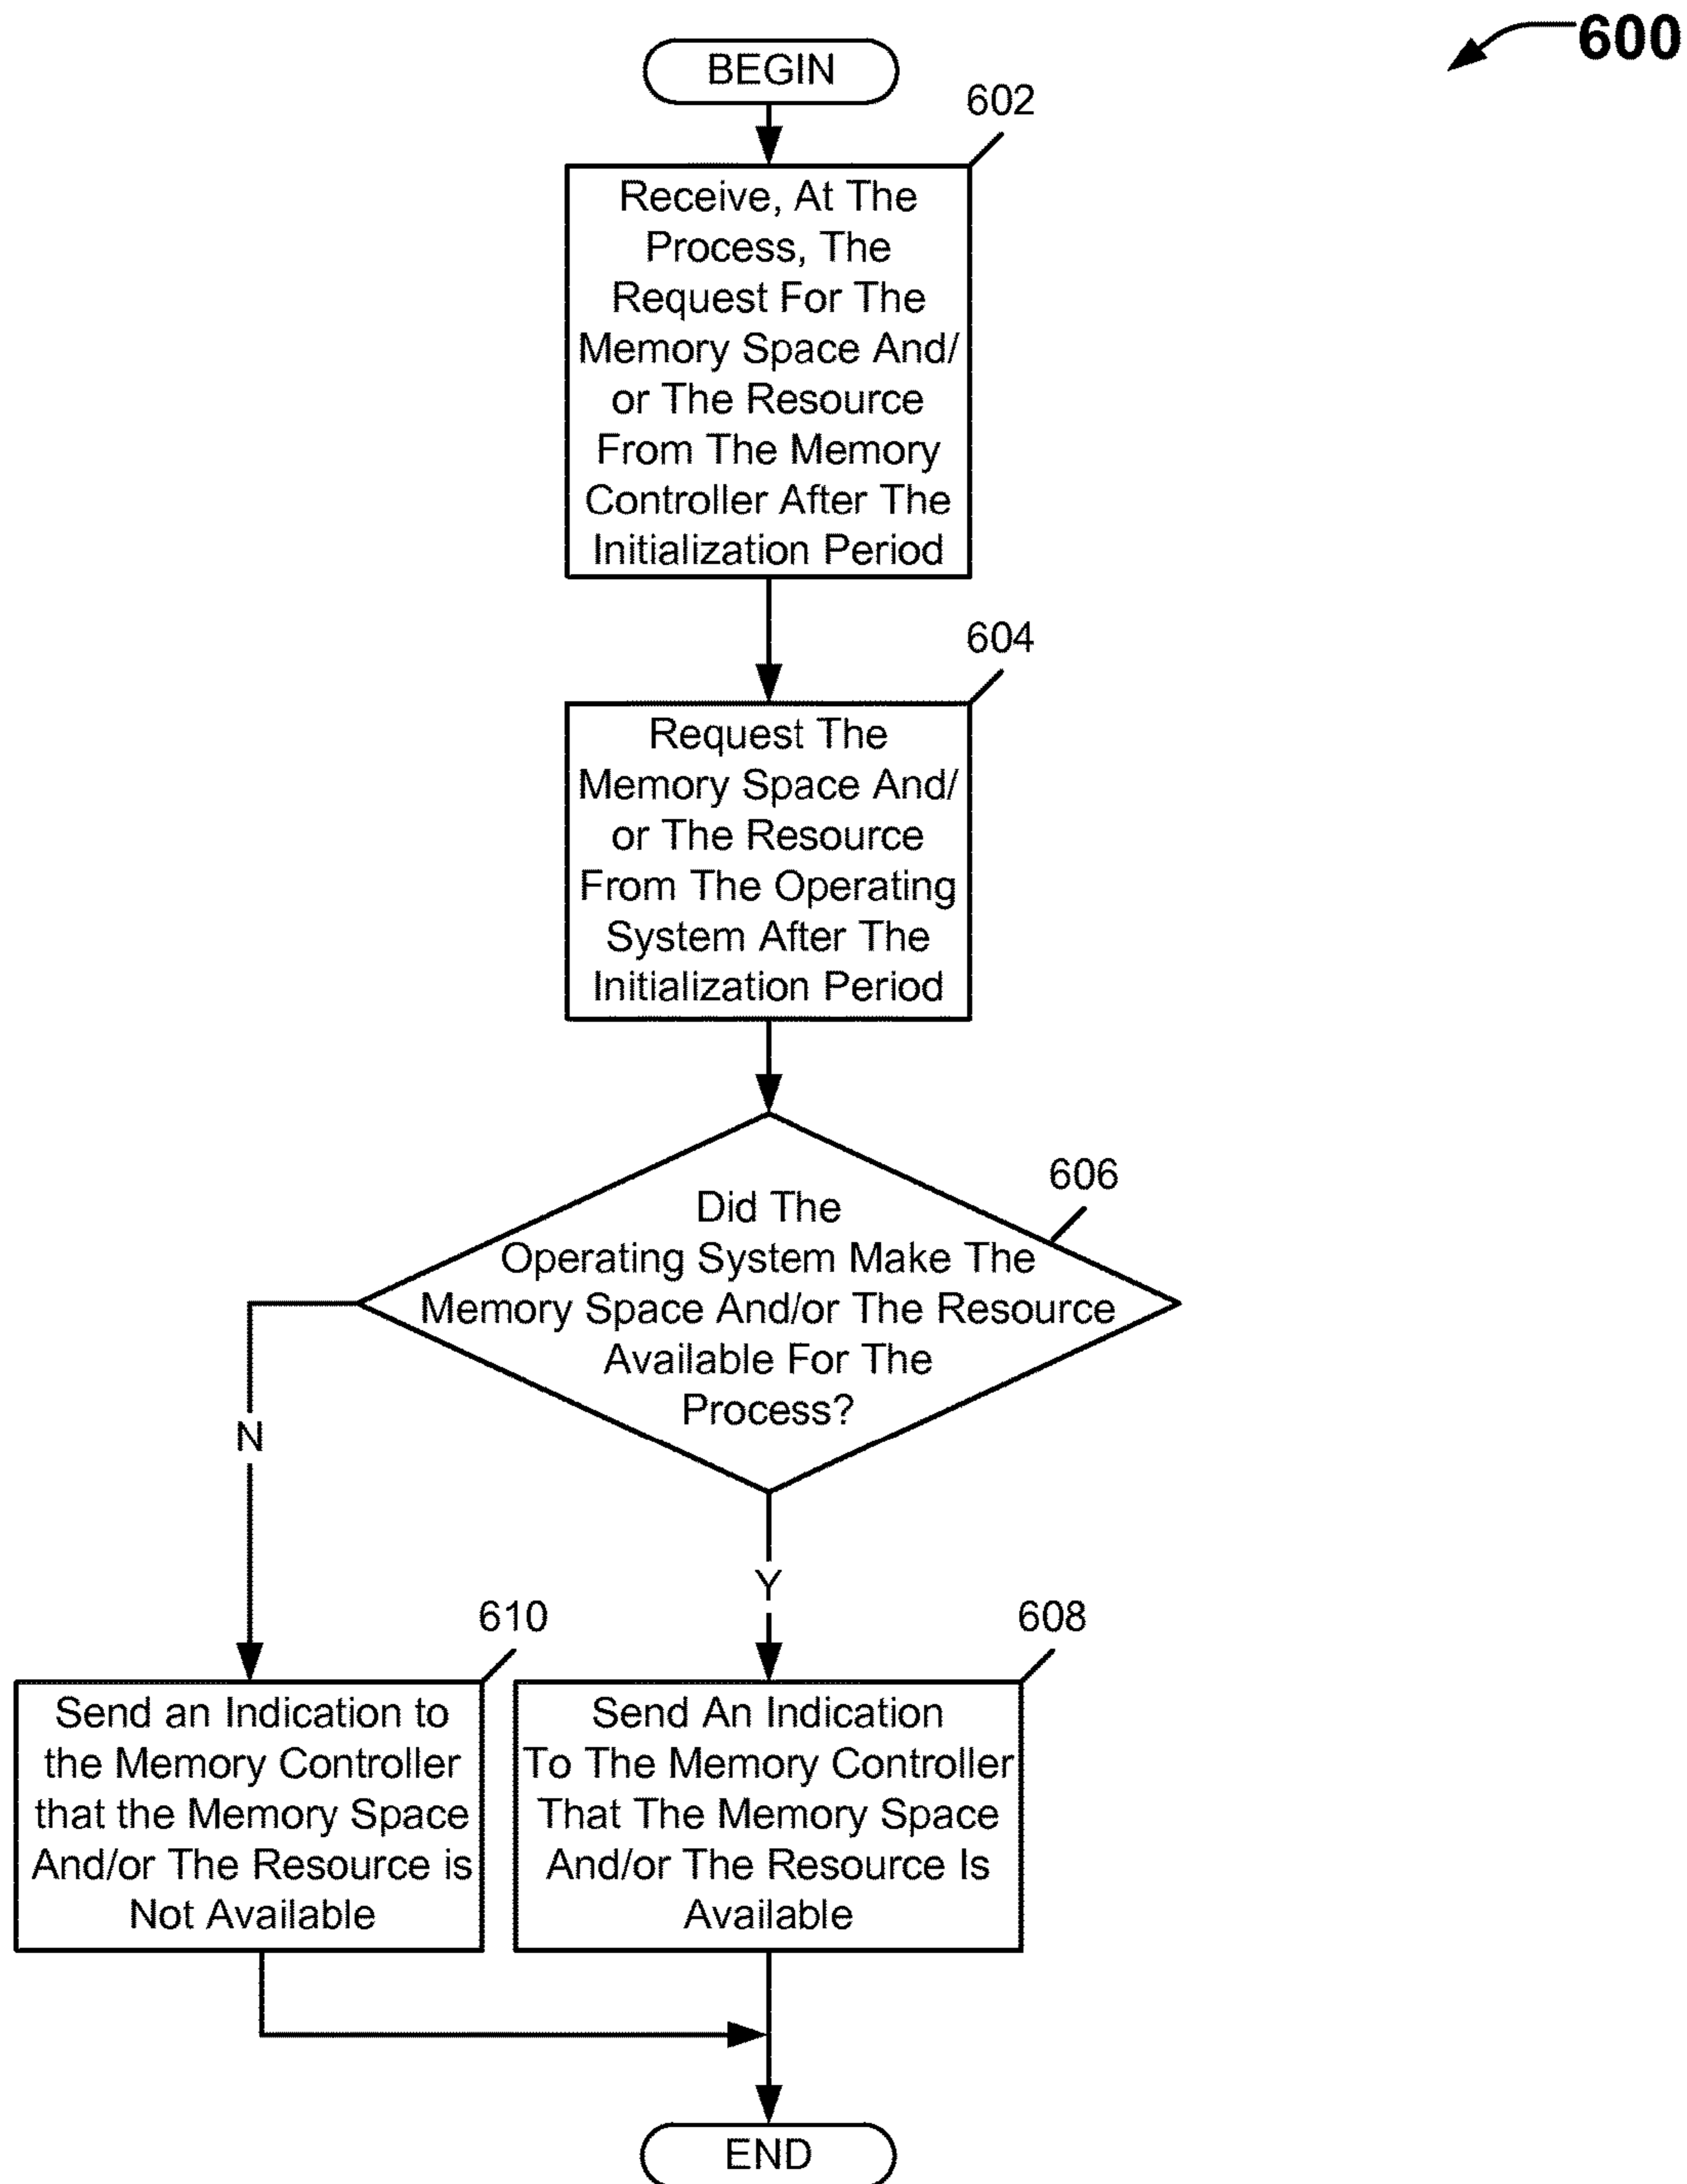 600
BEGIN
602
Receive, At The
Process, The
Request For The
Memory Space And/
or The Resource
From The Memory
Controller After The
Initialization Period
604
Request The
Memory Space And/
or The Resource
From The Operating
System After The
Initialization Period
606
Did The
Operating System Make The
Memory Space And/or The Resource
Available For The
Process?
N
Y
610
Send an Indication to
the Memory Controller
that the Memory Space
And/or The Resource is
Not Available
608
Send An Indication
To The Memory Controller
That The Memory Space
And/or The Resource Is
Available
END